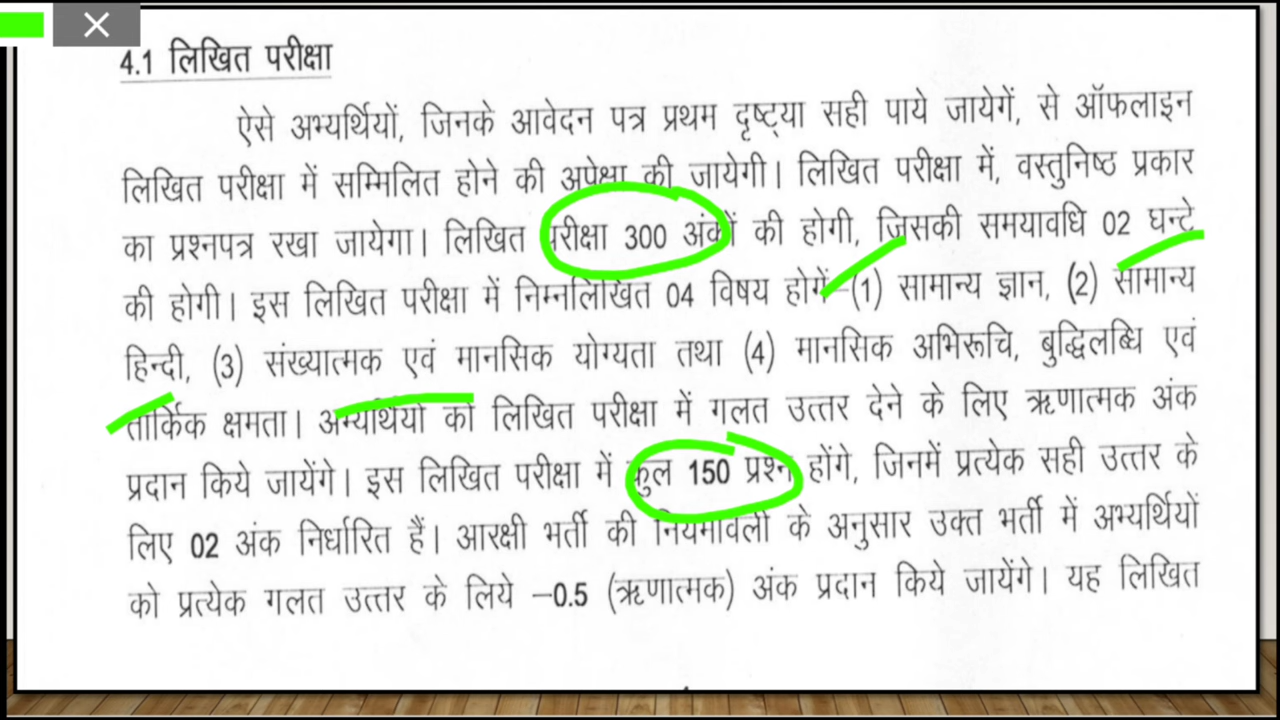 4.1 लिखित परीक्षा
ऐसे अभ्यर्थियों, जिनके आवेदन पत्र प्रथम दृष्ट्या सही पाये जायेगें, से ऑफलाइन
लिखित परीक्षा में सम्मिलित होने की अपेक्षा की जायेगी। लिखित परीक्षा में, वस्तुनिष्ठ प्रकार
का प्रश्नपत्र रखा जायेगा। लिखित परीक्षा 300 अंकों की होगी, जिसकी समयावधि 02 घन्टे
की होगी। इस लिखित परीक्षा में निम्नलिखित 04 विषय होगें–(1) सामान्य ज्ञान, (2) सामान्य
हिन्दी, (3) संख्यात्मक एवं मानसिक योग्यता तथा (4) मानसिक अभिरूचि, बुद्धिलब्धि एवं
तार्किक क्षमता। अभ्यर्थियों को लिखित परीक्षा में गलत उत्तर देने के लिए ऋणात्मक अंक
प्रदान किये जायेंगे। इस लिखित परीक्षा में कुल 150 प्रश्न होंगे, जिनमें प्रत्येक सही उत्तर के
लिए 02 अंक निर्धारित हैं। आरक्षी भर्ती की नियमावली के अनुसार उक्त भर्ती में अभ्यर्थियों
को प्रत्येक गलत उत्तर के लिये –0.5 (ऋणात्मक) अंक प्रदान किये जायेंगे। यह लिखित